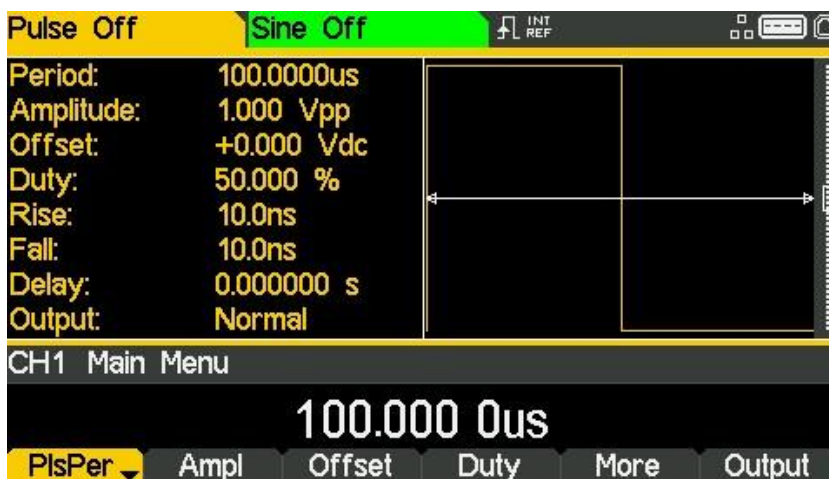 Pulse Off Sine Off INT REF
Period: 100.0000us
Amplitude: 1.000 Vpp
Offset: +0.000 Vdc
Duty: 50.000 %
Rise: 10.0ns
Fall: 10.0ns
Delay: 0.000000 s
Output: Normal
CH1 Main Menu
100.000 0us
PlsPer Ampl Offset Duty More Output